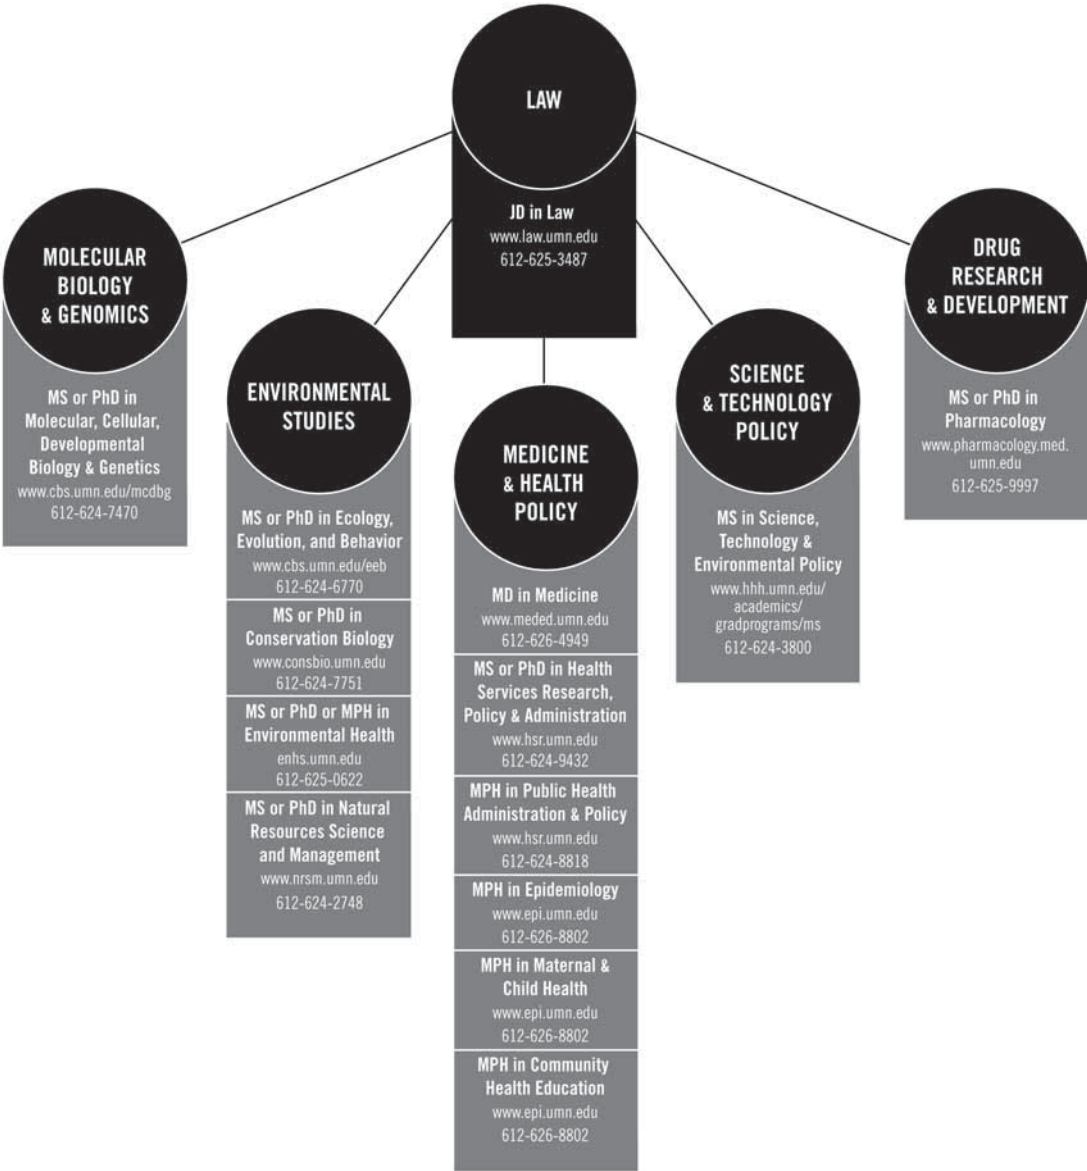 LAW
JD in Law
www.law.umn.edu
612-625-3487
MOLECULAR
BIOLOGY
& GENOMICS
MS or PhD in
Molecular, Cellular,
Developmental
Biology & Genetics
www.cbs.umn.edu/mcdbg
612-624-7470
ENVIRONMENTAL
STUDIES
MS or PhD in Ecology,
Evolution, and Behavior
www.cbs.umn.edu/eeb
612-624-6770
MS or PhD in
Conservation Biology
www.consbio.umn.edu
612-624-7751
MS or PhD or MPH in
Environmental Health
enhs.umn.edu
612-625-0622
MS or PhD in Natural
Resources Science
and Management
www.nrsm.umn.edu
612-624-2748
MEDICINE
& HEALTH
POLICY
MD in Medicine
www.meded.umn.edu
612-626-4949
MS or PhD in Health
Services Research,
Policy & Administration
www.hsr.umn.edu
612-624-9432
MPH in Public Health
Administration & Policy
www.hsr.umn.edu
612-624-8818
MPH in Epidemiology
www.epi.umn.edu
612-626-8802
MPH in Maternal &
Child Health
www.epi.umn.edu
612-626-8802
MPH in Community
Health Education
www.epi.umn.edu
612-626-8802
SCIENCE
& TECHNOLOGY
POLICY
MS in Science,
Technology &
Environmental Policy
www.hhh.umn.edu/
academics/
gradprograms/ms
612-624-3800
DRUG
RESEARCH
& DEVELOPMENT
MS or PhD in
Pharmacology
www.pharmacology.med.
umn.edu
612-625-9997